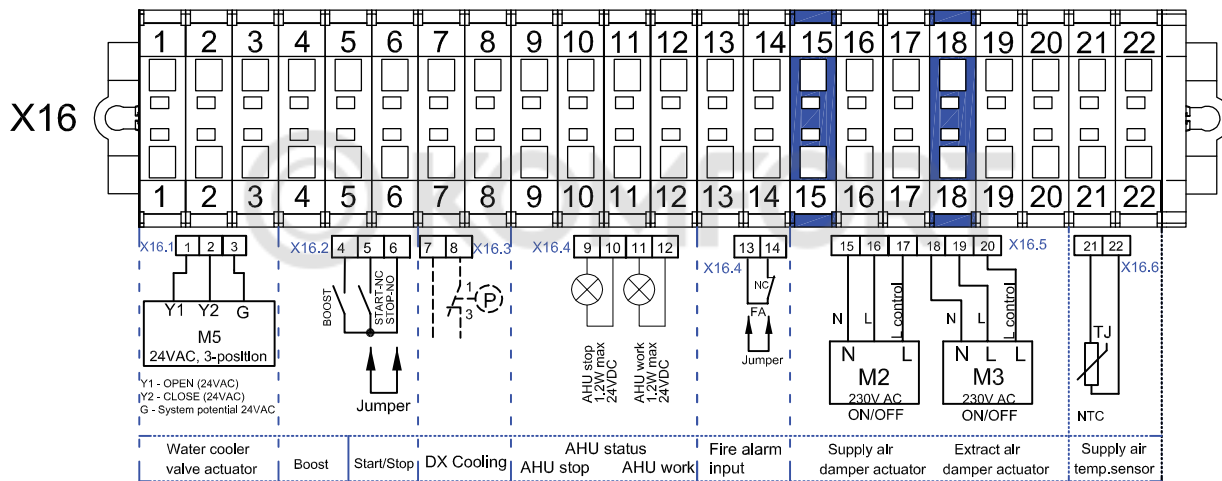 1 2 3 4 5 6 7 8 9 10 11 12 13 14 15 16 17 18 19 20 21 22
X16
KOMFORT
1 2 3 4 5 6 7 8 9 10 11 12 13 14 15 16 17 18 19 20 21 22
X16.1 1 2 3
X16.2 4 5 6
7 8 X16.3
X16.4 9 10 11 12
13 14
X16.4
15 16 17 18 19 20 X16.5
21 22
X16.6
Y1 Y2 G
M5
24VAC, 3-position
Y1 - OPEN (24VAC)
Y2 - CLOSE (24VAC)
G - System potential 24VAC
BOOST
START-NC
STOP-NO
Jumper
1
P
3
AHU stop
1.2W max
24VDC
AHU work
1.2W max
24VDC
NC
FA
Jumper
N L L control
N L
M2
230V AC
ON/OFF
N L L control
N L L
M3
230V AC
ON/OFF
TJ
NTC
Water cooler
valve actuator
Boost
Start/Stop
DX Cooling
AHU status
AHU stop AHU work
Fire alarm
input
Supply air
damper actuator
Extract air
damper actuator
Supply air
temp.sensor